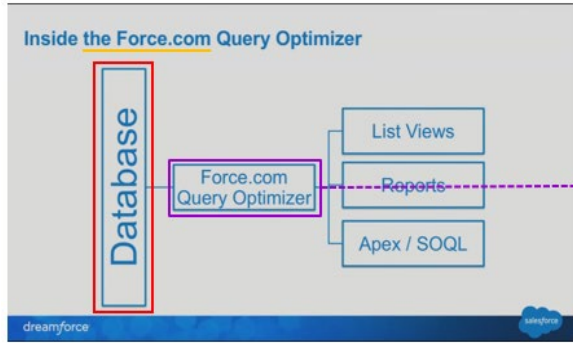 Inside the Force.com Query Optimizer
Database
Force.com
Query Optimizer
List Views
Reports
Apex / SOQL
dreamforce
salesforce